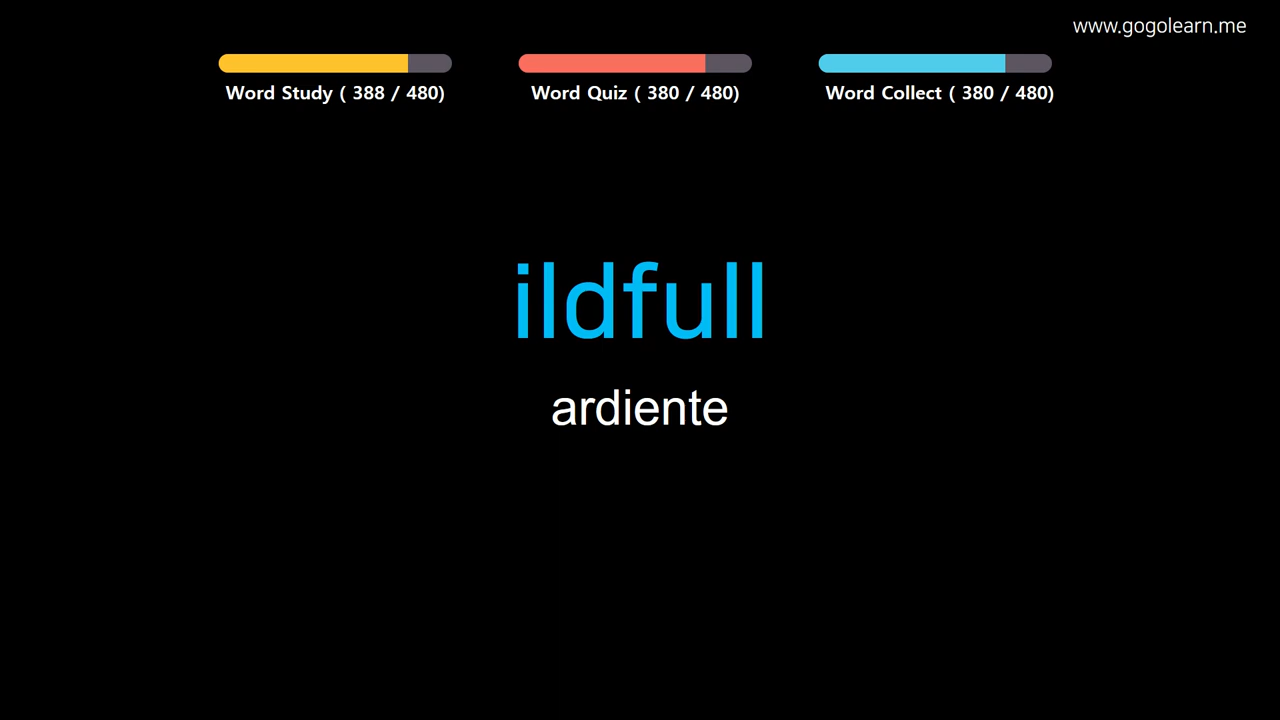 www.gogolearn.me
Word Study ( 388 / 480)
Word Quiz ( 380 / 480)
Word Collect ( 380 / 480)
ildfull
ardiente